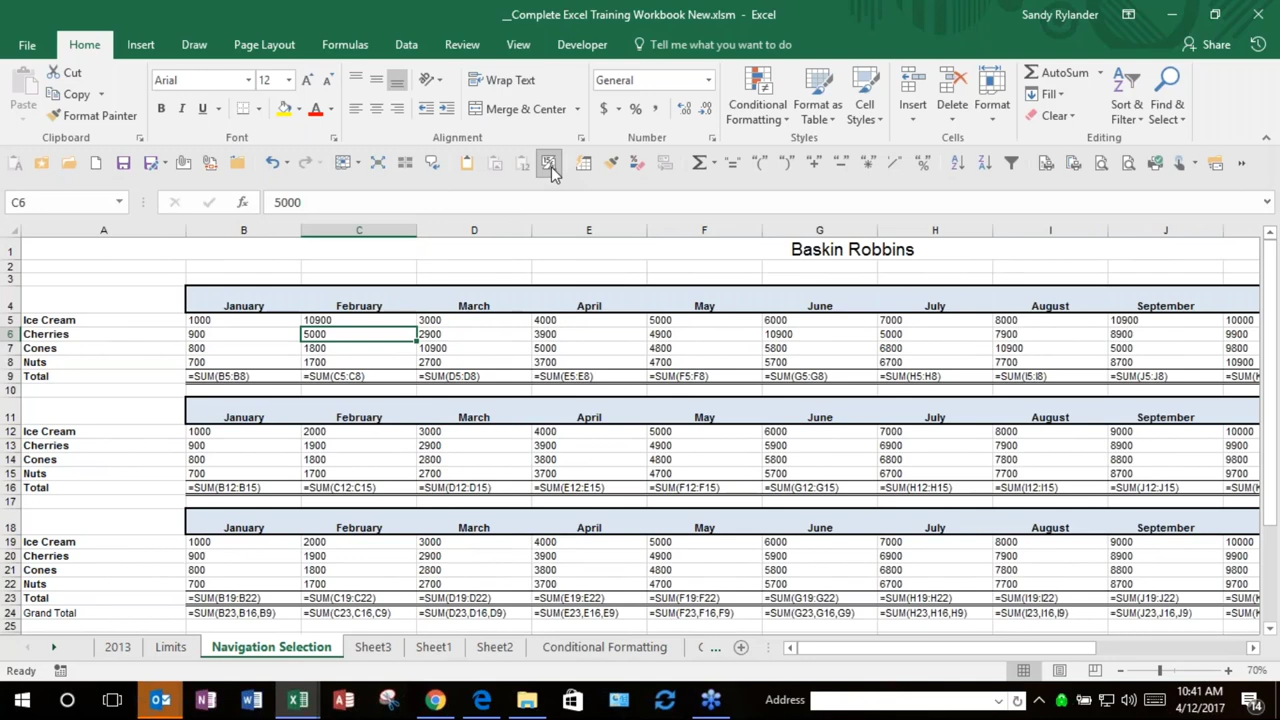 __Complete Excel Training Workbook New.xlsm - Excel
Sandy Rylander
File Home Insert Draw Page Layout Formulas Data Review View Developer Tell me what you want to do Share
Cut
Copy
Format Painter
Paste
Clipboard
Arial 12
B I U
Font
Wrap Text
Merge & Center
Alignment
General
$ % ,
Number
Conditional Formatting
Format as Table
Cell Styles
Styles
Insert Delete Format
Cells
AutoSum
Fill
Clear
Sort & Filter
Find & Select
Editing
C6 fx 5000
A B C D E F G H I J
1 Baskin Robbins
2
3
4 January February March April May June July August September
5 Ice Cream 1000 10900 3000 4000 5000 6000 7000 8000 10900 10000
6 Cherries 900 5000 2900 3900 4900 10900 5000 7900 8900 9900
7 Cones 800 1800 10900 5000 4800 5800 6800 10900 5000 9800
8 Nuts 700 1700 2700 3700 4700 5700 6700 7700 8700 10900
9 Total =SUM(B5:B8) =SUM(C5:C8) =SUM(D5:D8) =SUM(E5:E8) =SUM(F5:F8) =SUM(G5:G8) =SUM(H5:H8) =SUM(I5:I8) =SUM(J5:J8) =SUM(K
10
11 January February March April May June July August September
12 Ice Cream 1000 2000 3000 4000 5000 6000 7000 8000 9000 10000
13 Cherries 900 1900 2900 3900 4900 5900 6900 7900 8900 9900
14 Cones 800 1800 2800 3800 4800 5800 6800 7800 8800 9800
15 Nuts 700 1700 2700 3700 4700 5700 6700 7700 8700 9700
16 Total =SUM(B12:B15) =SUM(C12:C15) =SUM(D12:D15) =SUM(E12:E15) =SUM(F12:F15) =SUM(G12:G15) =SUM(H12:H15) =SUM(I12:I15) =SUM(J12:J15) =SUM(K
17
18 January February March April May June July August September
19 Ice Cream 1000 2000 3000 4000 5000 6000 7000 8000 9000 10000
20 Cherries 900 1900 2900 3900 4900 5900 6900 7900 8900 9900
21 Cones 800 1800 2800 3800 4800 5800 6800 7800 8800 9800
22 Nuts 700 1700 2700 3700 4700 5700 6700 7700 8700 9700
23 Total =SUM(B19:B22) =SUM(C19:C22) =SUM(D19:D22) =SUM(E19:E22) =SUM(F19:F22) =SUM(G19:G22) =SUM(H19:H22) =SUM(I19:I22) =SUM(J19:J22) =SUM(K
24 Grand Total =SUM(B23,B16,B9) =SUM(C23,C16,C9) =SUM(D23,D16,D9) =SUM(E23,E16,E9) =SUM(F23,F16,F9) =SUM(G23,G16,G9) =SUM(H23,H16,H9) =SUM(I23,I16,I9) =SUM(J23,J16,J9) =SUM(K
25
2013 Limits Navigation Selection Sheet3 Sheet1 Sheet2 Conditional Formatting ...
Ready 70%
Address
10:41 AM
4/12/2017
14